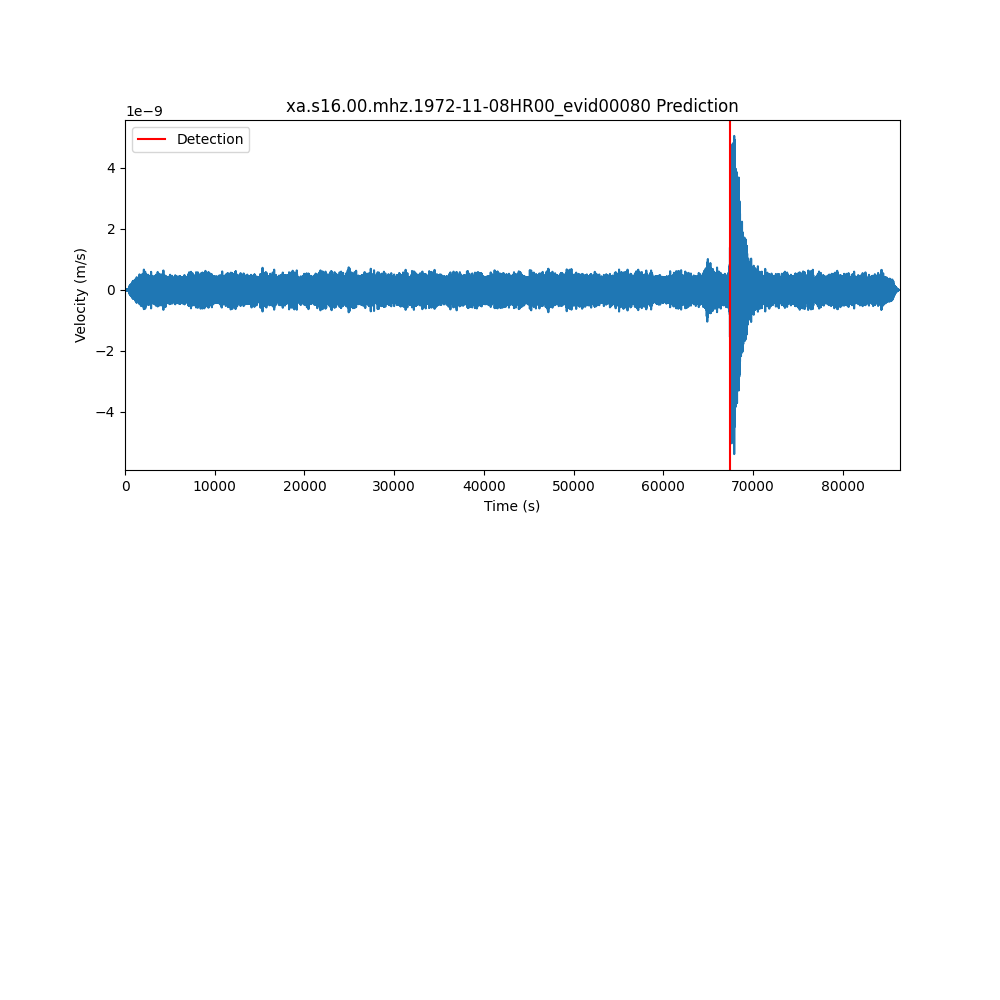 xa.s16.00.mhz.1972-11-08HR00_evid00080 Prediction
1e−9
Detection
4
2
0
−2
−4
Velocity (m/s)
0 10000 20000 30000 40000 50000 60000 70000 80000
Time (s)